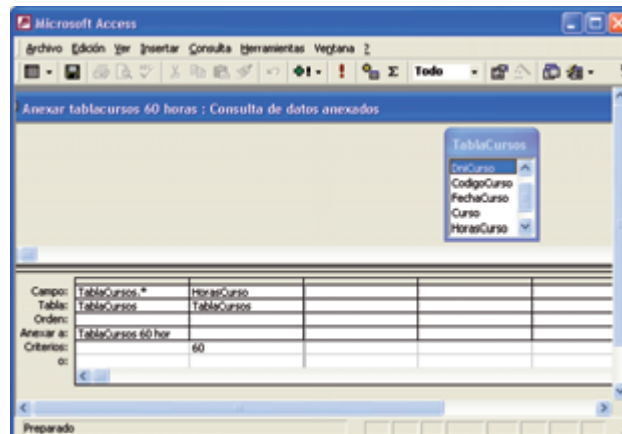 Microsoft Access
Archivo Edición Ver Insertar Consulta Herramientas Ventana ?
Todo
Anexar tablacursos 60 horas : Consulta de datos anexados
TablaCursos
DniCurso
CodigoCurso
FechaCurso
Curso
HorasCurso
Campo: TablaCursos.* HorasCurso
Tabla: TablaCursos TablaCursos
Orden:
Anexar a: TablaCursos 60 hor
Criterios: 60
o:
Preparado